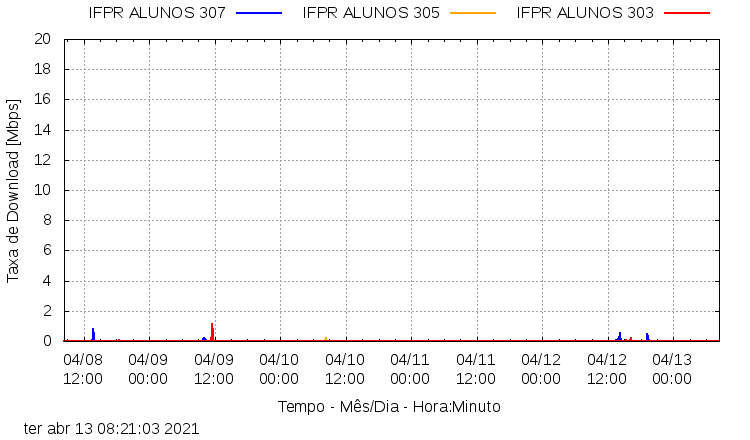 IFPR ALUNOS 307 IFPR ALUNOS 305 IFPR ALUNOS 303
Taxa de Download [Mbps]
20
18
16
14
12
10
8
6
4
2
0
04/08 04/09 04/09 04/10 04/10 04/11 04/11 04/12 04/12 04/13
12:00 00:00 12:00 00:00 12:00 00:00 12:00 00:00 12:00 00:00
Tempo - Mês/Dia - Hora:Minuto
ter abr 13 08:21:03 2021